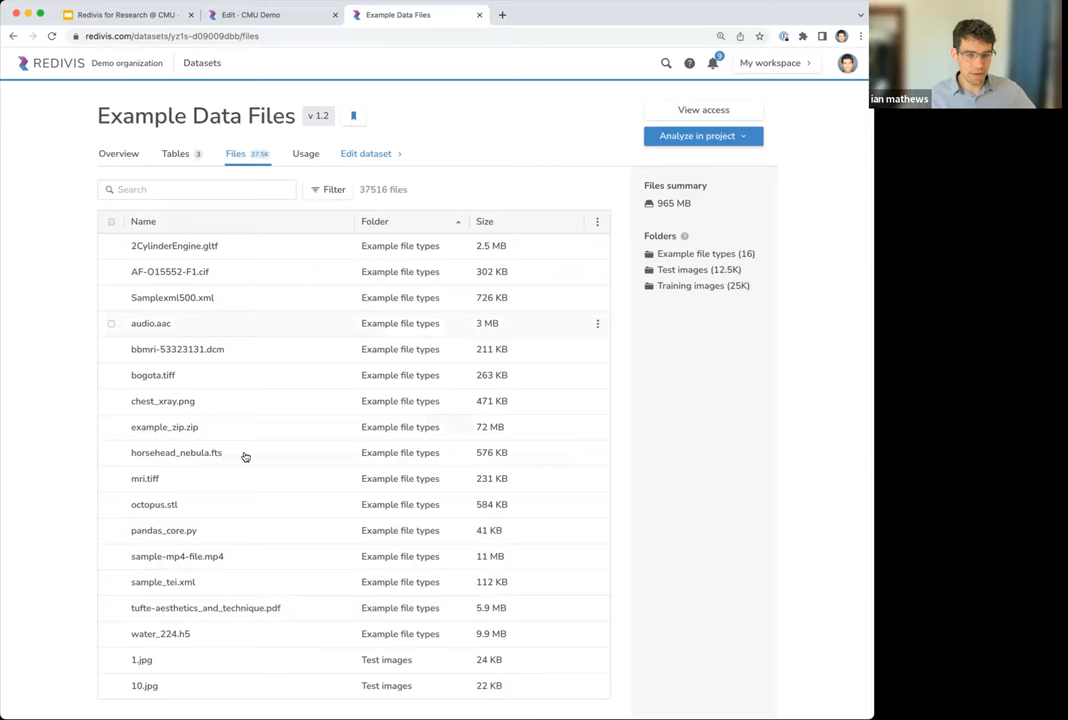 Redivis for Research @ CMU -
Edit · CMU Demo
Example Data Files
redivis.com/datasets/yz1s-d09009dbb/files
REDIVIS Demo organization Datasets
9
My workspace
ian mathews
Example Data Files v 1.2
View access
Analyze in project
Overview Tables 3 Files 37.5K Usage Edit dataset
Search Filter 37516 files
Files summary
965 MB
Folders
Example file types (16)
Test images (12.5K)
Training images (25K)
Name Folder Size
2CylinderEngine.gltf Example file types 2.5 MB
AF-O15552-F1.cif Example file types 302 KB
Samplexml500.xml Example file types 726 KB
audio.aac Example file types 3 MB
bbmri-53323131.dcm Example file types 211 KB
bogota.tiff Example file types 263 KB
chest_xray.png Example file types 471 KB
example_zip.zip Example file types 72 MB
horsehead_nebula.fts Example file types 576 KB
mri.tiff Example file types 231 KB
octopus.stl Example file types 584 KB
pandas_core.py Example file types 41 KB
sample-mp4-file.mp4 Example file types 11 MB
sample_tei.xml Example file types 112 KB
tufte-aesthetics_and_technique.pdf Example file types 5.9 MB
water_224.h5 Example file types 9.9 MB
1.jpg Test images 24 KB
10.jpg Test images 22 KB